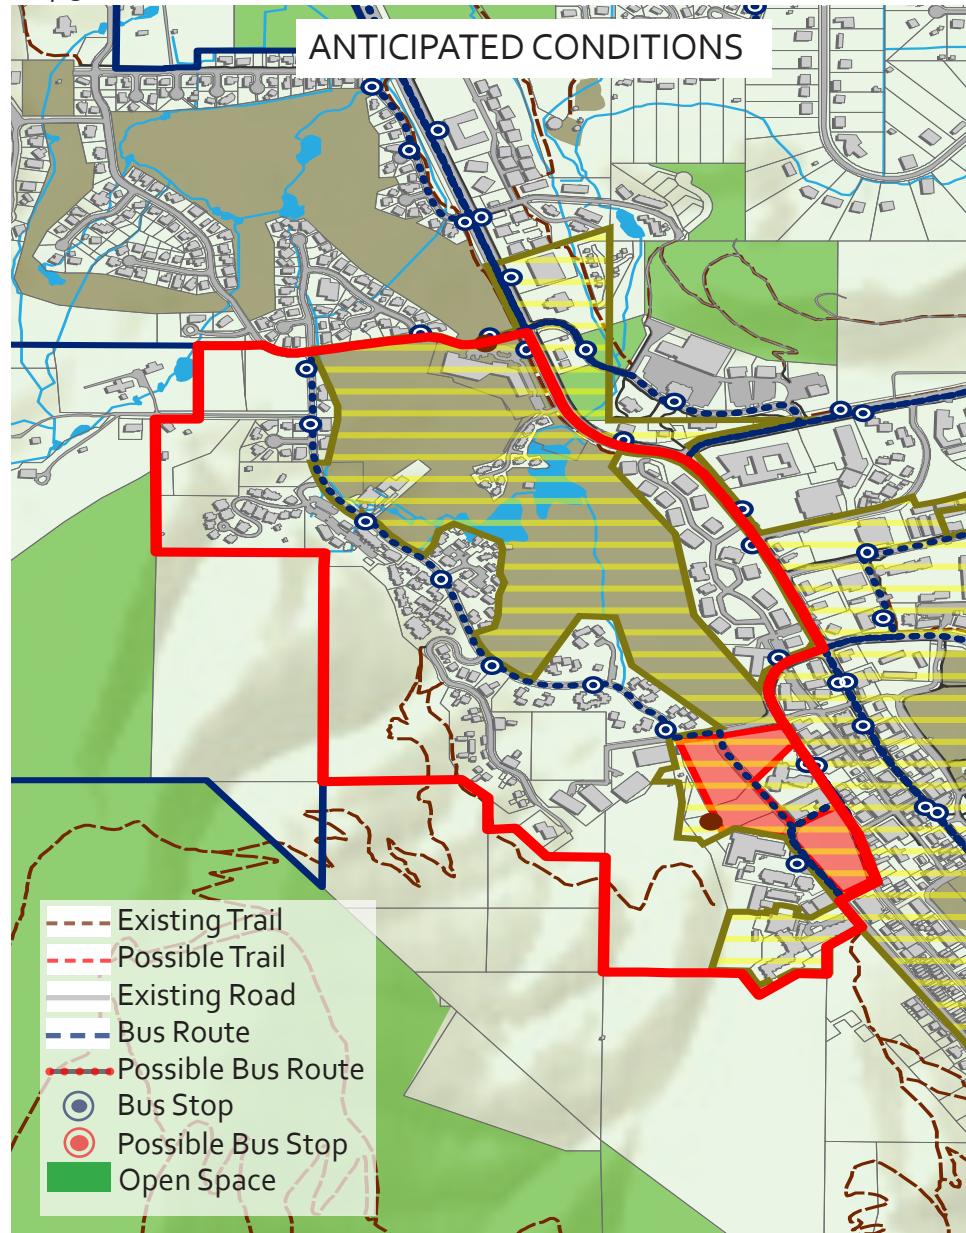 ANTICIPATED CONDITIONS
Existing Trail
Possible Trail
Existing Road
Bus Route
Possible Bus Route
Bus Stop
Possible Bus Stop
Open Space